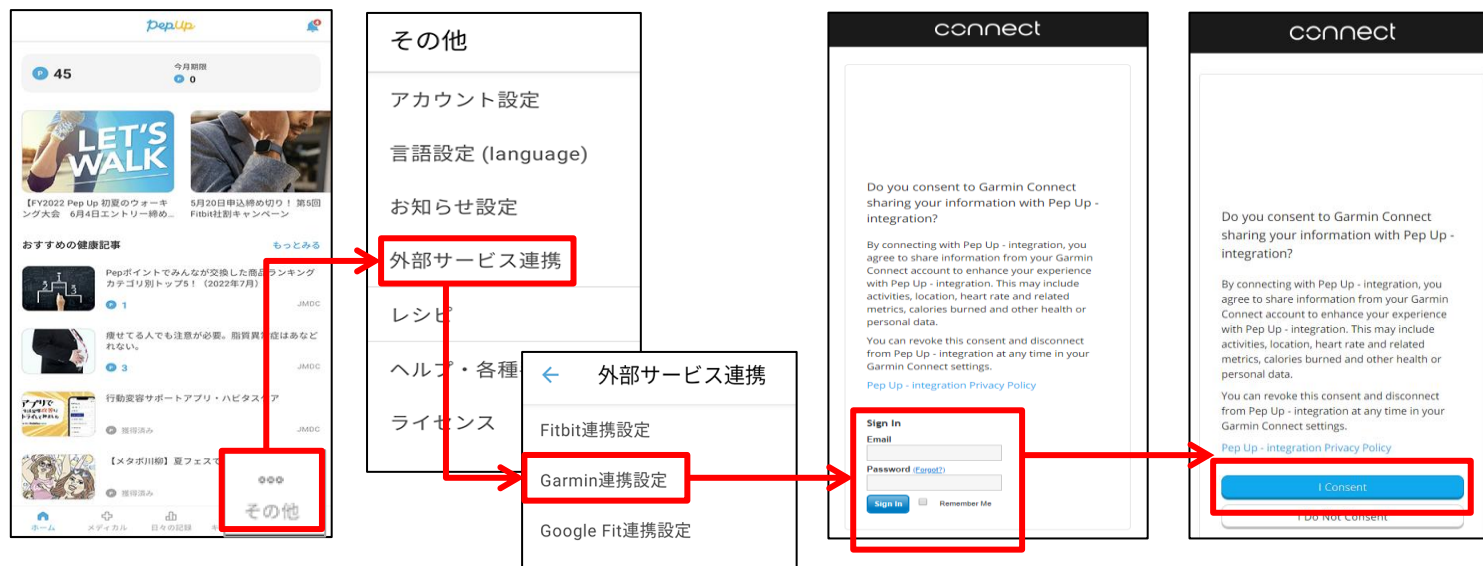 PepUp
4
P 45
今月期限
P 0
LET'S
WALK
【FY2022 Pep Up 初夏のウォーキ
ング大会 6月4日エントリー締め...
5月20日申込締め切り！ 第5回
Fitbit社割キャンペーン
おすすめの健康記事
もっとみる
Pepポイントでみんなが交換した商品ランキング
カテゴリ別トップ5！（2022年7月）
P 1
JMDC
痩せてる人でも注意が必要。脂質異常症はあなど
れない。
P 3
JMDC
行動変容サポートアプリ・ハビタスケア
P 獲得済み
JMDC
【メタボ川柳】夏フェスで
P 獲得済み
ホーム
メディカル
日々の記録
その他
その他
アカウント設定
言語設定 (language)
お知らせ設定
外部サービス連携
レシピ
ヘルプ・各種
ライセンス
← 外部サービス連携
Fitbit連携設定
Garmin連携設定
Google Fit連携設定
connect
Do you consent to Garmin Connect
sharing your information with Pep Up -
integration?
By connecting with Pep Up - integration, you
agree to share information from your Garmin
Connect account to enhance your experience
with Pep Up - integration. This may include
activities, location, heart rate and related
metrics, calories burned and other health or
personal data.
You can revoke this consent and disconnect
from Pep Up - integration at any time in your
Garmin Connect settings.
Pep Up - integration Privacy Policy
Sign In
Email
Password (Forgot?)
Sign In Remember Me
connect
Do you consent to Garmin Connect
sharing your information with Pep Up -
integration?
By connecting with Pep Up - integration, you
agree to share information from your Garmin
Connect account to enhance your experience
with Pep Up - integration. This may include
activities, location, heart rate and related
metrics, calories burned and other health or
personal data.
You can revoke this consent and disconnect
from Pep Up - integration at any time in your
Garmin Connect settings.
Pep Up - integration Privacy Policy
I Consent
I Do Not Consent